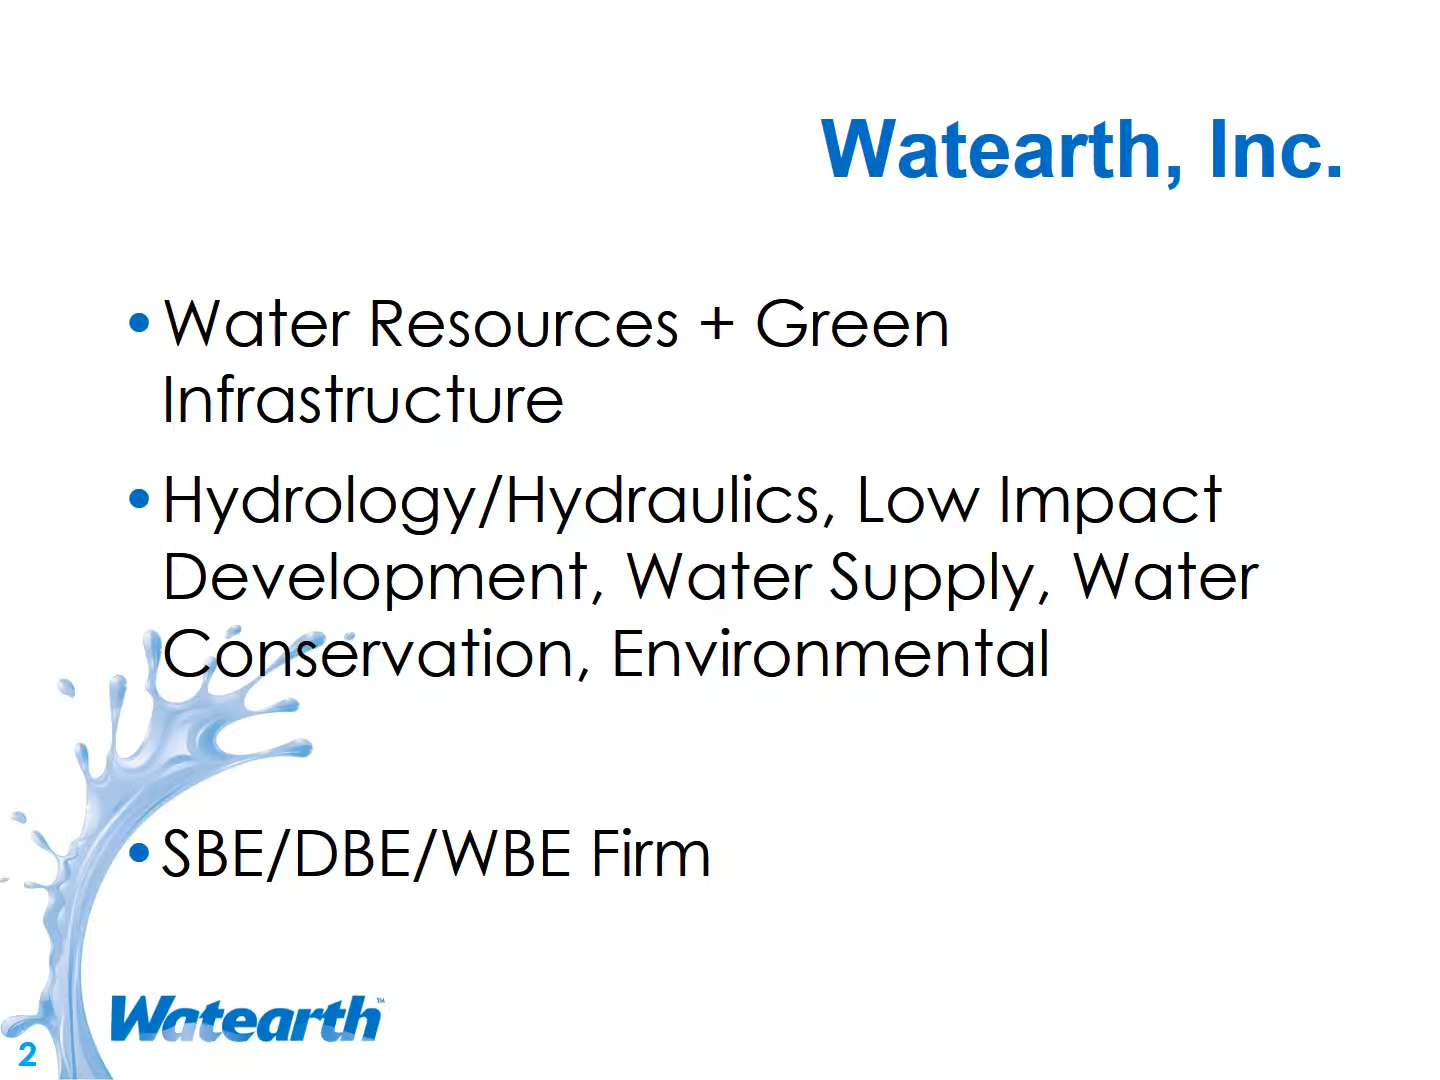 Watearth, Inc.
•Water Resources + Green
Infrastructure
•Hydrology/Hydraulics, Low Impact
Development, Water Supply, Water
Conservation, Environmental
•SBE/DBE/WBE Firm
Watearth™
2